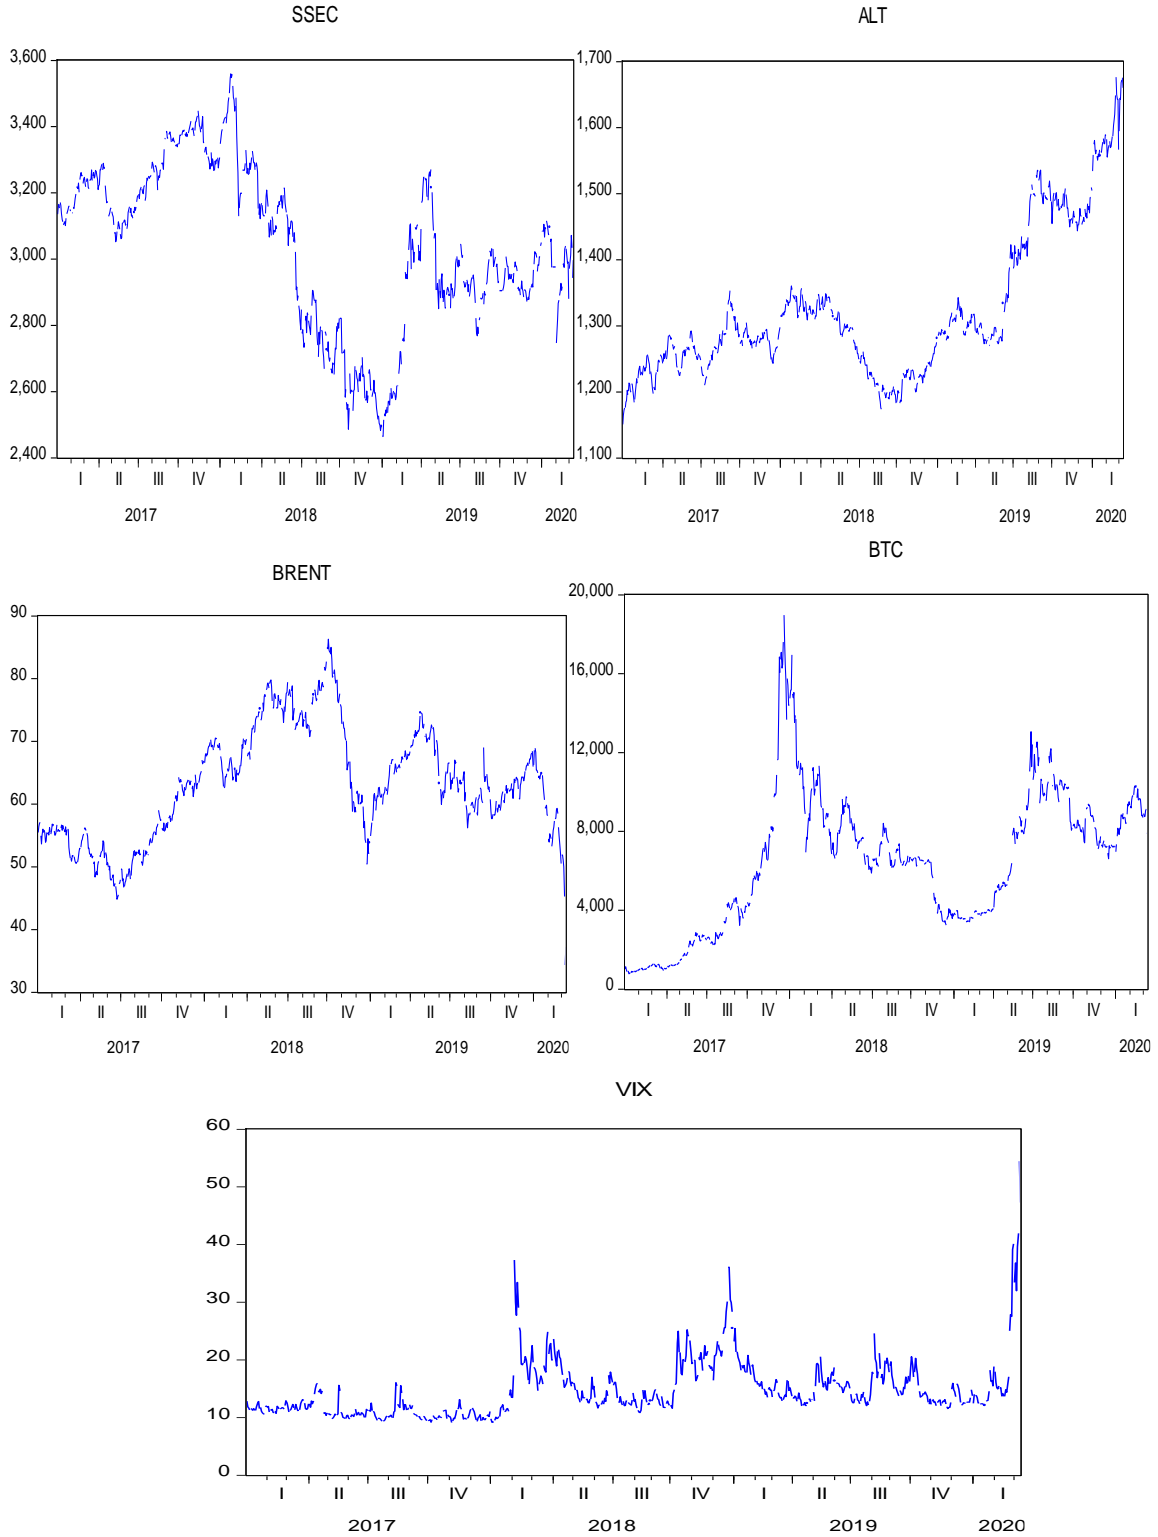 SSEC
3,600
3,400
3,200
3,000
2,800
2,600
2,400
I II III IV I II III IV I II III IV I
2017 2018 2019 2020
ALT
1,700
1,600
1,500
1,400
1,300
1,200
1,100
I II III IV I II III IV I II III IV I
2017 2018 2019 2020
BRENT
90
80
70
60
50
40
30
I II III IV I II III IV I II III IV I
2017 2018 2019 2020
BTC
20,000
16,000
12,000
8,000
4,000
0
I II III IV I II III IV I II III IV I
2017 2018 2019 2020
VIX
60
50
40
30
20
10
0
I II III IV I II III IV I II III IV I
2017 2018 2019 2020